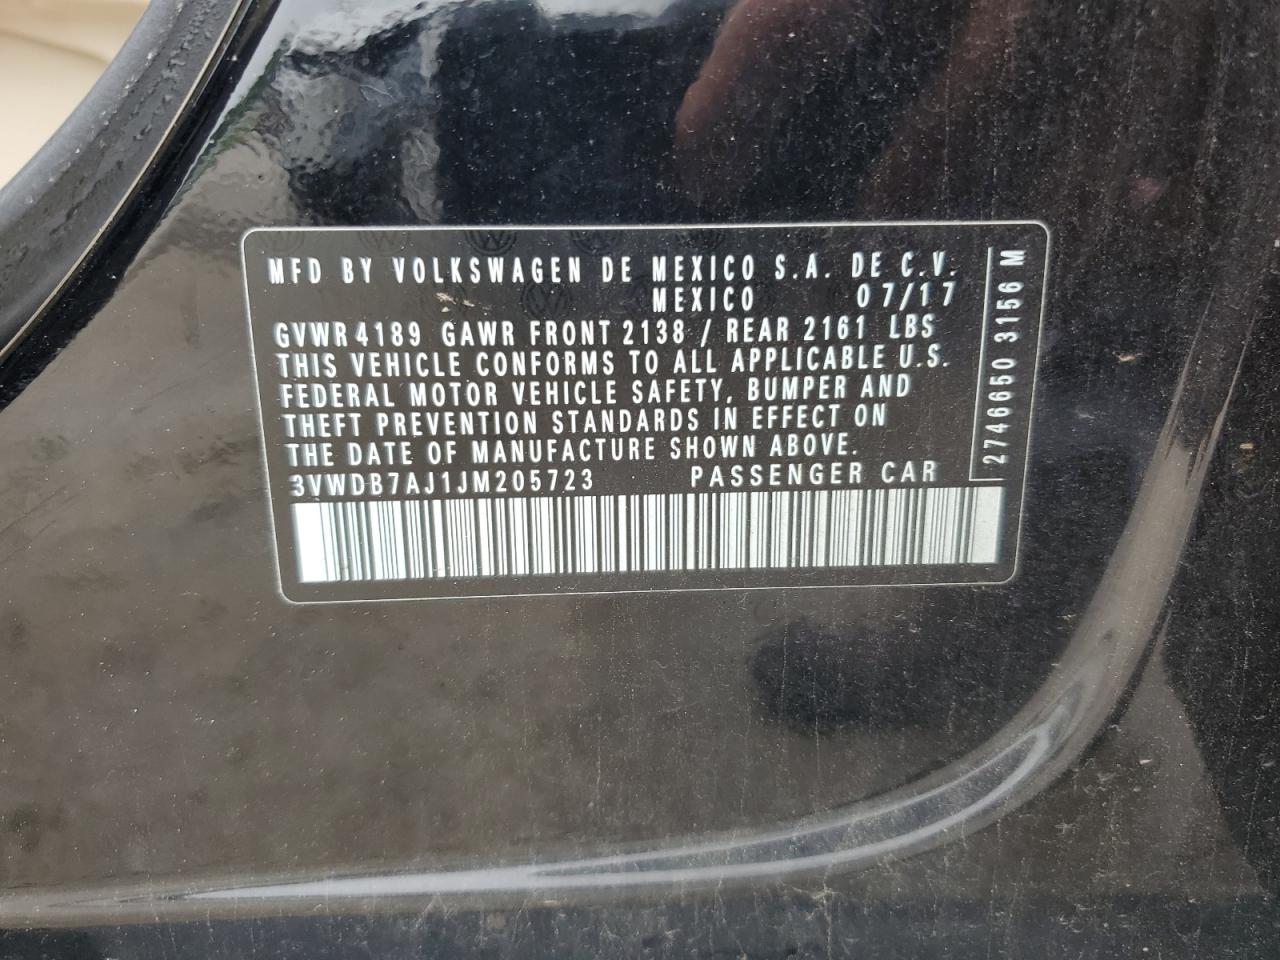 MFD BY VOLKSWAGEN DE MEXICO S.A. DE C.V.
MEXICO 07/17
GVWR 4189 GAWR FRONT 2138 / REAR 2161 LBS
THIS VEHICLE CONFORMS TO ALL APPLICABLE U.S.
FEDERAL MOTOR VEHICLE SAFETY, BUMPER AND
THEFT PREVENTION STANDARDS IN EFFECT ON
THE DATE OF MANUFACTURE SHOWN ABOVE.
3VWDB7AJ1JM205723 PASSENGER CAR
2746650 3156 M